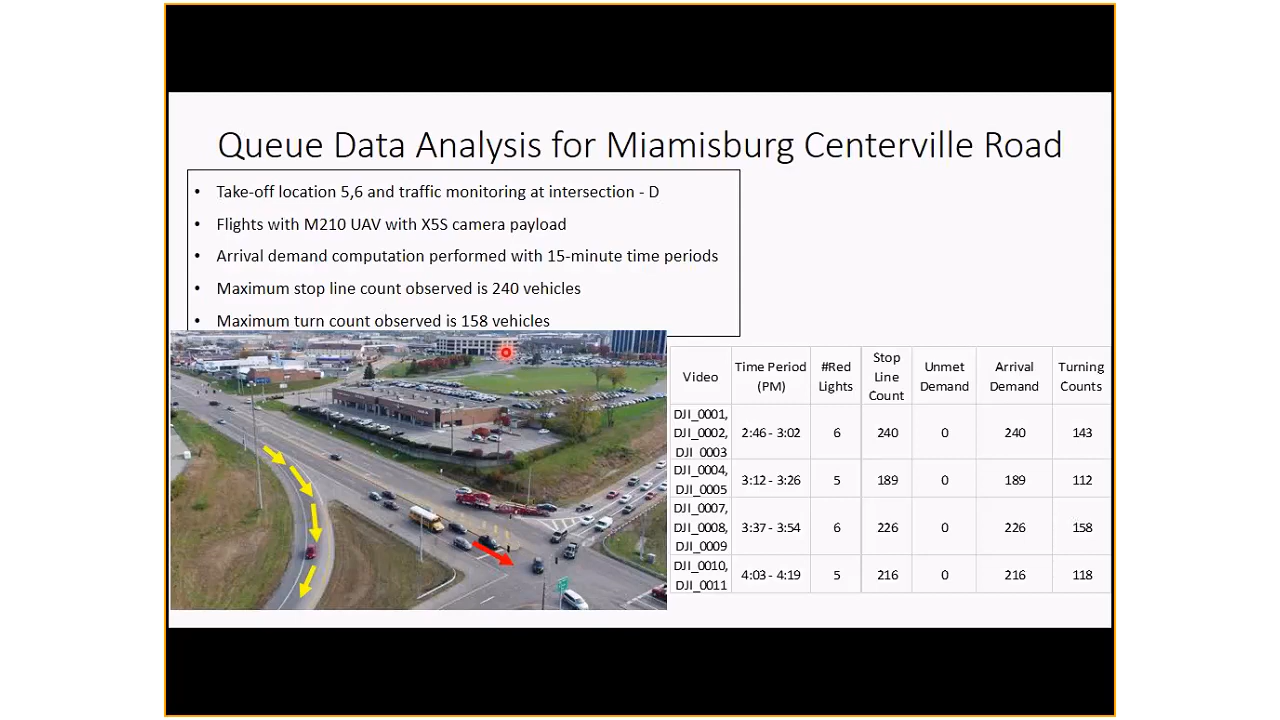 Queue Data Analysis for Miamisburg Centerville Road
• Take-off location 5,6 and traffic monitoring at intersection - D
• Flights with M210 UAV with X5S camera payload
• Arrival demand computation performed with 15-minute time periods
• Maximum stop line count observed is 240 vehicles
• Maximum turn count observed is 158 vehicles
Video Time Period (PM) #Red Lights Stop Line Count Unmet Demand Arrival Demand Turning Counts
DJI_0001, DJI_0002, DJI_0003 2:46 - 3:02 6 240 0 240 143
DJI_0004, DJI_0005 3:12 - 3:26 5 189 0 189 112
DJI_0007, DJI_0008, DJI_0009 3:37 - 3:54 6 226 0 226 158
DJI_0010, DJI_0011 4:03 - 4:19 5 216 0 216 118